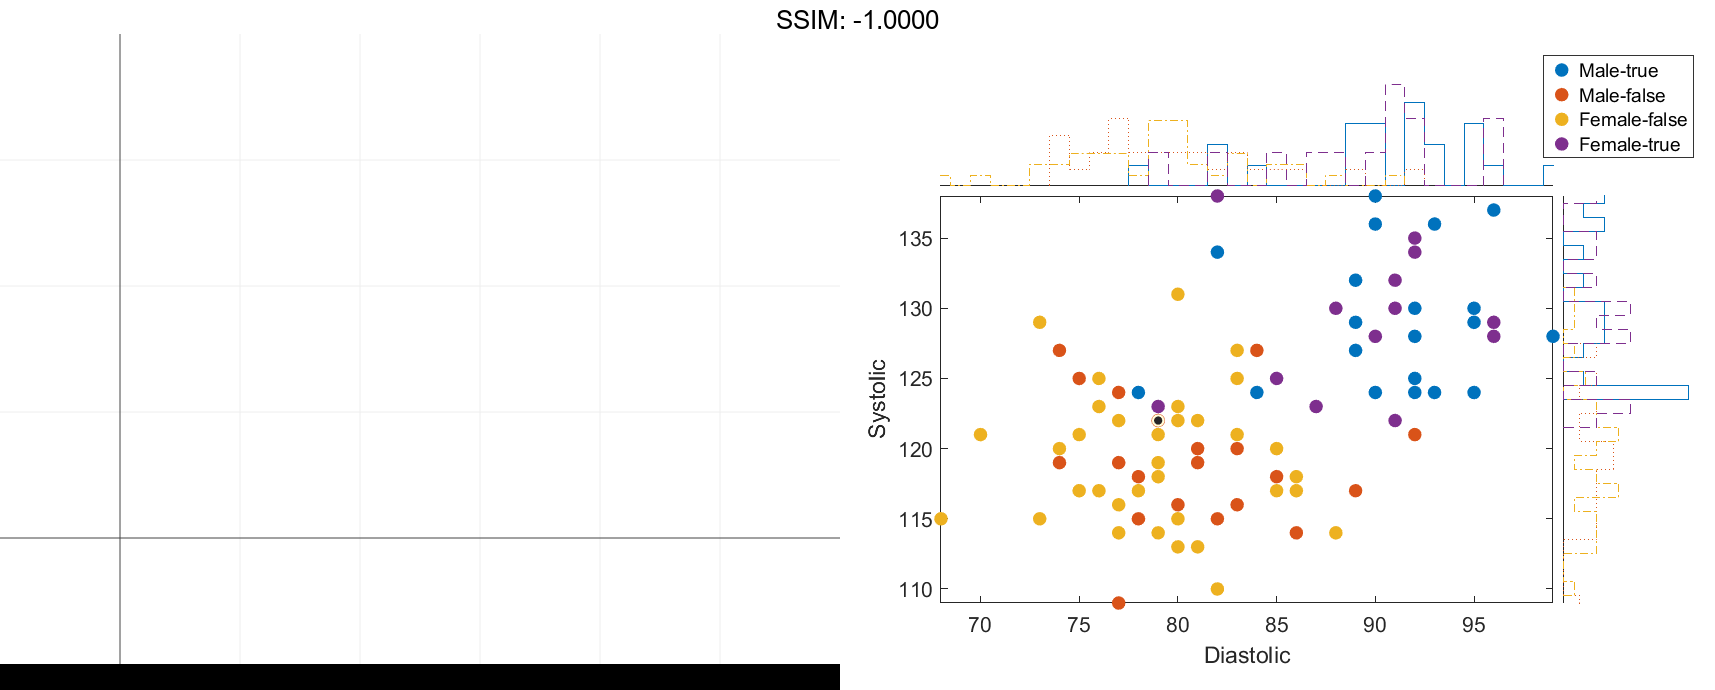 SSIM: -1.0000
Male-true
Male-false
Female-false
Female-true
Systolic
135
130
125
120
115
110
70 75 80 85 90 95
Diastolic